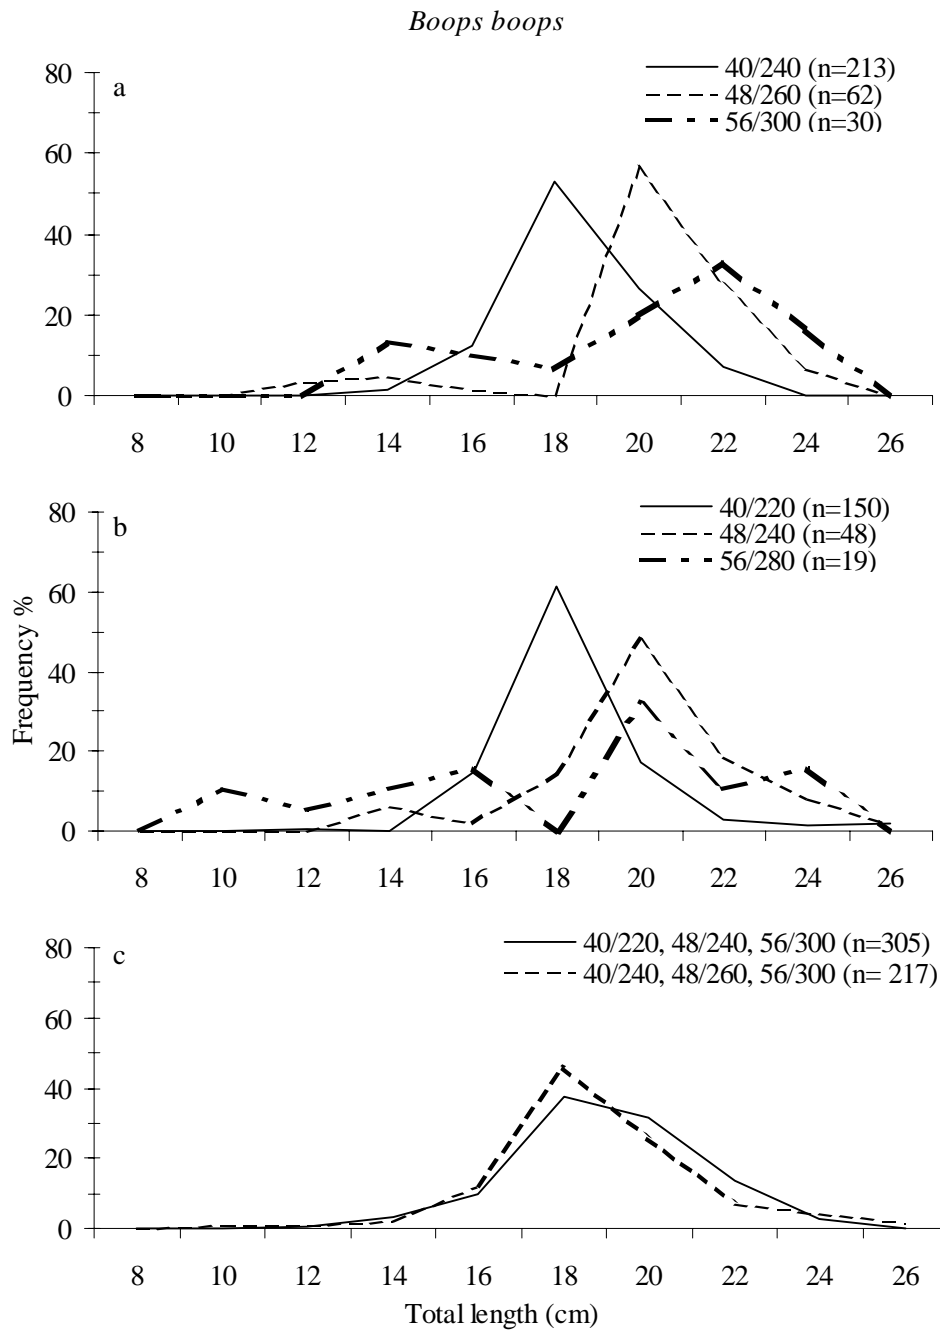 Boops boops
a
40/240 (n=213)
48/260 (n=62)
56/300 (n=30)
80
60
40
20
0
8 10 12 14 16 18 20 22 24 26
b
40/220 (n=150)
48/240 (n=48)
56/280 (n=19)
80
60
40
20
0
Frequency %
8 10 12 14 16 18 20 22 24 26
c
40/220, 48/240, 56/300 (n=305)
40/240, 48/260, 56/300 (n= 217)
80
60
40
20
0
8 10 12 14 16 18 20 22 24 26
Total length (cm)